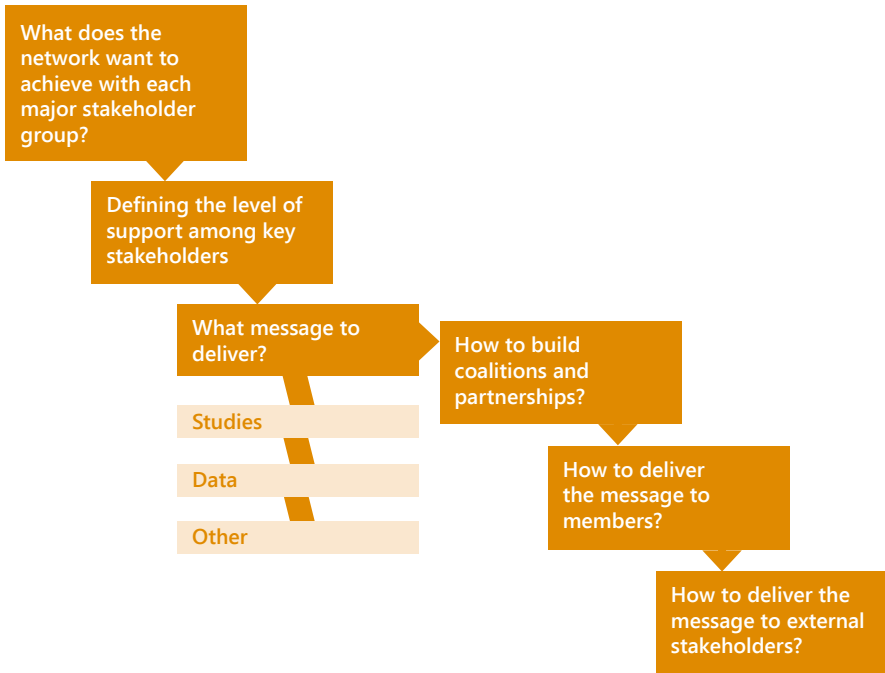 What does the
network want to
achieve with each
major stakeholder
group?
Defining the level of
support among key
stakeholders
What message to
deliver?
Studies
Data
Other
How to build
coalitions and
partnerships?
How to deliver
the message to
members?
How to deliver the
message to external
stakeholders?